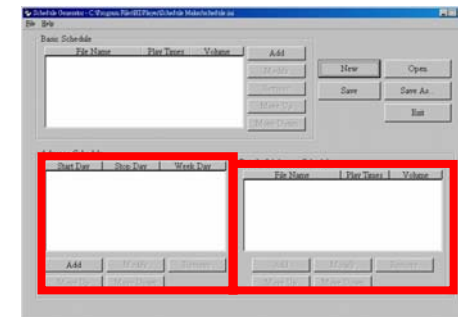 Schedule Generator - C:\Program Files\HTPlayer\Schedule Maker\schedule.ini
File Help
Basic Schedule
File Name Play Times Volume
Add
Modify
Remove
Move Up
Move Down
New Open
Save Save As...
Exit
Start Day Stop Day Week Day
File Name Play Times Volume
Add Modify Remove
Move Up Move Down
Add Modify Remove
Move Up Move Down